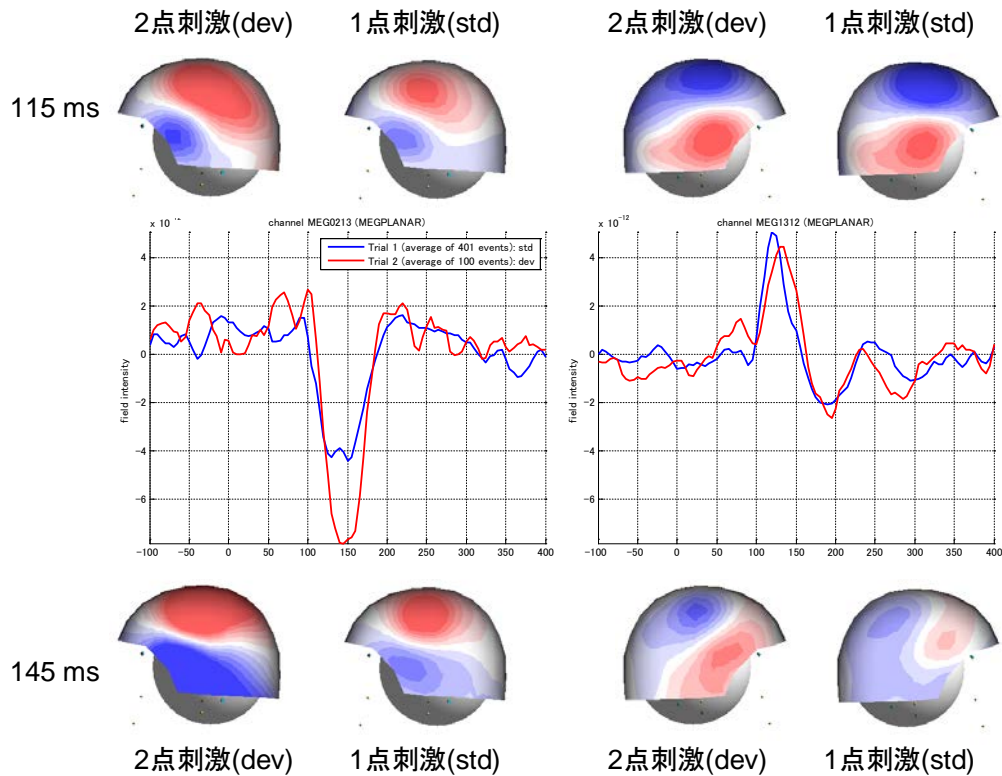 2点刺激(dev) 1点刺激(std) 2点刺激(dev) 1点刺激(std)
115 ms
channel MEG0213 (MEGPLANAR)
x 10
Trial 1 (average of 401 events): std
Trial 2 (average of 100 events): dev
field intensity
4
2
0
-2
-4
-6
-100 -50 0 50 100 150 200 250 300 350 400
channel MEG1312 (MEGPLANAR)
x 10-12
field intensity
4
2
0
-2
-4
-6
-100 -50 0 50 100 150 200 250 300 350 400
145 ms
2点刺激(dev) 1点刺激(std) 2点刺激(dev) 1点刺激(std)